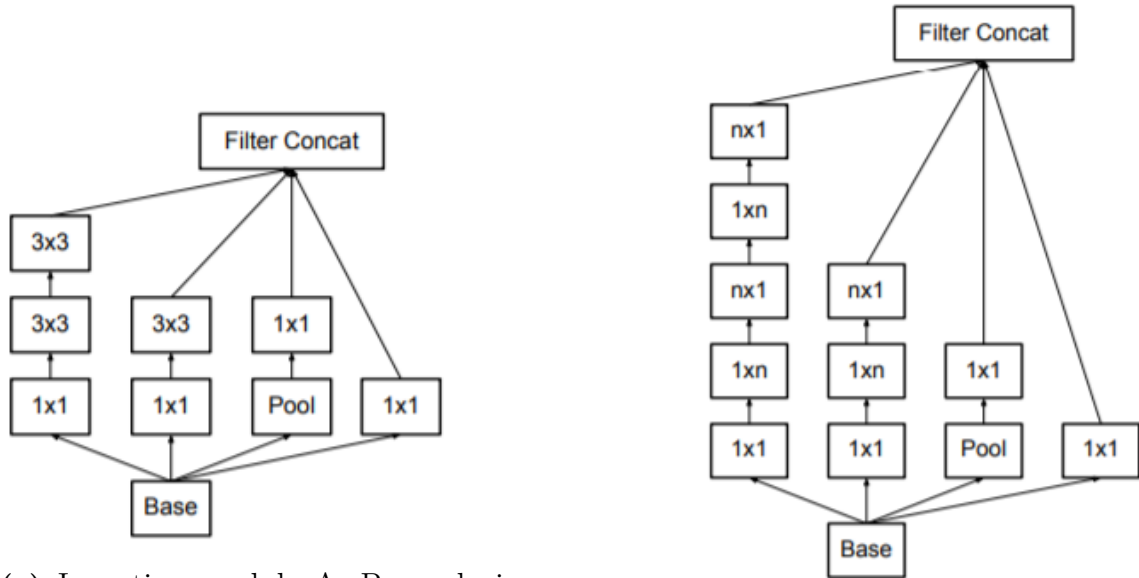 Filter Concat
3x3
3x3
3x3
1x1
1x1
1x1
Pool
1x1
Base
Filter Concat
nx1
1xn
nx1
nx1
1xn
1xn
1x1
1x1
1x1
Pool
1x1
Base